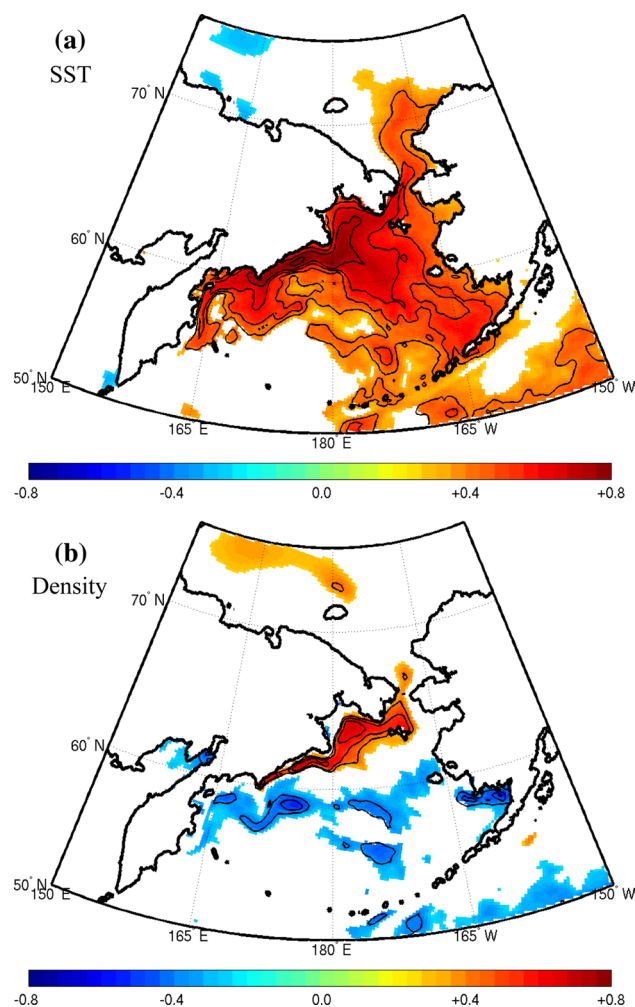 (a)
SST
70° N
60° N
50° N
150° E
165° E
180° E
165° W
150° W
-0.8
-0.4
0.0
+0.4
+0.8
(b)
Density
70° N
60° N
50° N
150° E
165° E
180° E
165° W
150° W
-0.8
-0.4
0.0
+0.4
+0.8